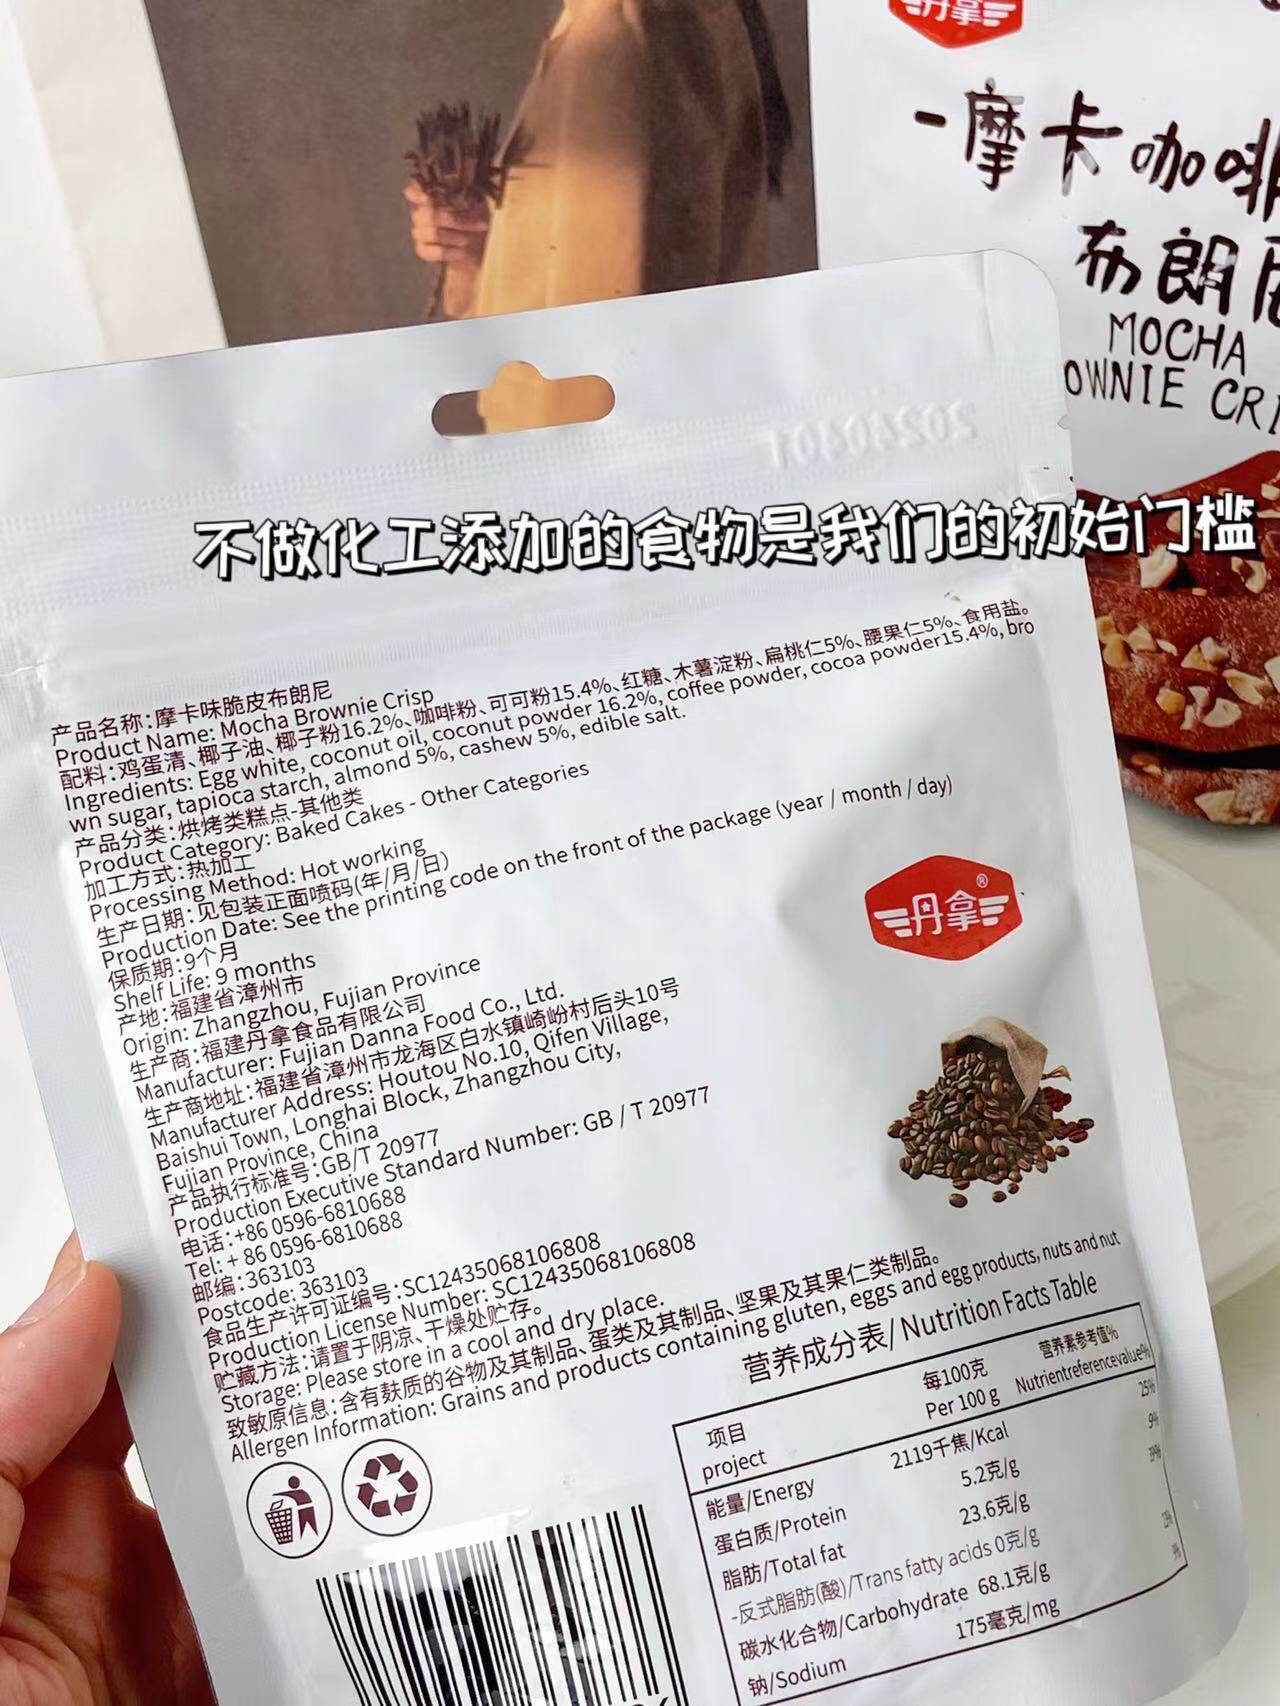 丹拿
-摩卡咖啡
布朗
MOCHA
OWNIE CRI
20240401
不做化工添加的食物是我们的初始门槛
产品名称:摩卡味脆皮布朗尼
Product Name: Mocha Brownie Crisp
配料:鸡蛋清、椰子油、椰子粉16.2%、咖啡粉、可可粉15.4%、红糖、木薯淀粉、扁桃仁5%、腰果仁5%、食用盐。
Ingredients: Egg white, coconut oil, coconut powder 16.2%, coffee powder, cocoa powder15.4%, bro
wn sugar, tapioca starch, almond 5%, cashew 5%, edible salt.
产品分类:烘烤类糕点-其他类
Product Category: Baked Cakes - Other Categories
加工方式:热加工
Processing Method: Hot working
生产日期:见包装正面喷码(年/月/日)
Production Date: See the printing code on the front of the package (year / month / day)
保质期:9个月
Shelf Life: 9 months
产地:福建省漳州市
Origin: Zhangzhou, Fujian Province
生产商:福建丹拿食品有限公司
Manufacturer: Fujian Danna Food Co., Ltd.
生产商地址:福建省漳州市龙海区白水镇崎岎村后头10号
Manufacturer Address: Houtou No.10, Qifen Village,
Baishui Town, Longhai Block, Zhangzhou City,
Fujian Province, China
产品执行标准号:GB/T 20977
Production Executive Standard Number: GB / T 20977
电话:+86 0596-6810688
Tel: + 86 0596-6810688
邮编:363103
Postcode: 363103
食品生产许可证编号:SC12435068106808
Production License Number: SC12435068106808
贮藏方法:请置于阴凉、干燥处贮存。
Storage: Please store in a cool and dry place.
致敏原信息:含有麸质的谷物及其制品、蛋类及其制品、坚果及其果仁类制品。
Allergen Information: Grains and products containing gluten, eggs and egg products, nuts and nut
丹拿®
营养成分表/ Nutrition Facts Table
项目 每100克 营养素参考值%
project Per 100 g Nutrientreferencevalue%
能量/Energy 2119千焦/Kcal 25%
蛋白质/Protein 5.2克/g 9%
脂肪/Total fat 23.6克/g
-反式脂肪(酸)/Trans fatty acids 0克/g
碳水化合物/Carbohydrate 68.1克/g
钠/Sodium 175毫克/mg